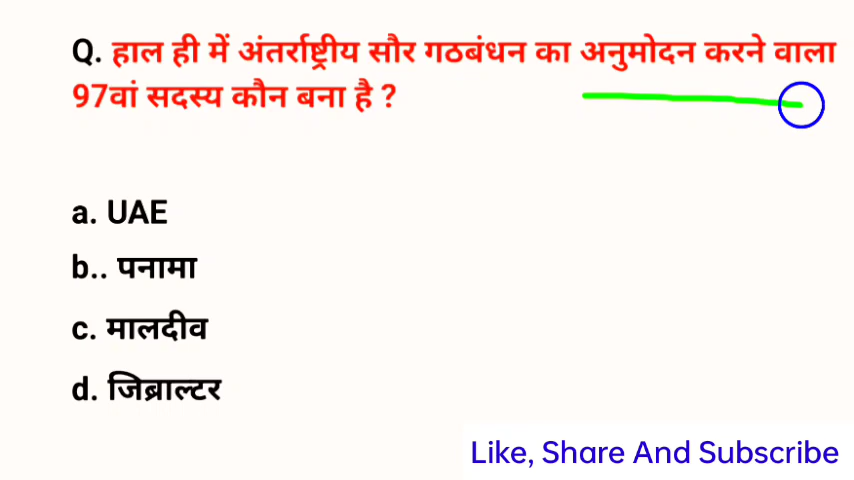 Q. हाल ही में अंतर्राष्ट्रीय सौर गठबंधन का अनुमोदन करने वाला
97वां सदस्य कौन बना है ?
a. UAE
b.. पनामा
c. मालदीव
d. जिब्राल्टर
Like, Share And Subscribe